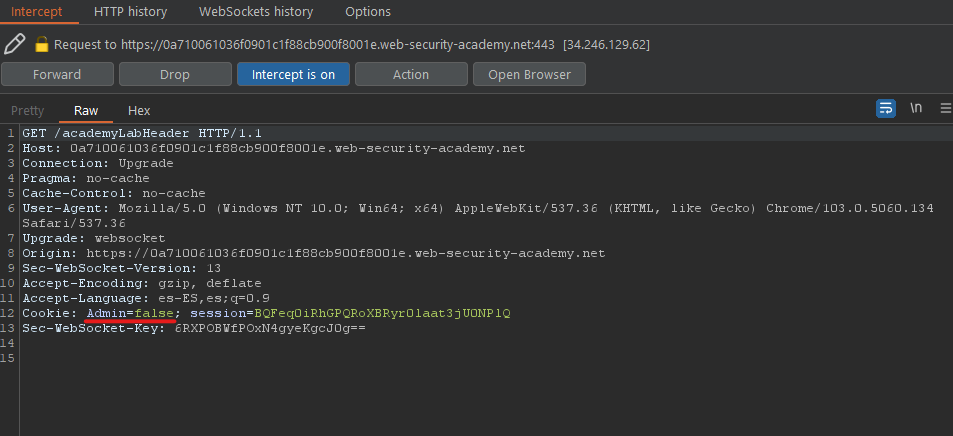 Intercept HTTP history WebSockets history Options
Request to https://0a710061036f0901c1f88cb900f8001e.web-security-academy.net:443 [34.246.129.62]
Forward Drop Intercept is on Action Open Browser
Pretty Raw Hex \n
1 GET /academyLabHeader HTTP/1.1
2 Host: 0a710061036f0901c1f88cb900f8001e.web-security-academy.net
3 Connection: Upgrade
4 Pragma: no-cache
5 Cache-Control: no-cache
6 User-Agent: Mozilla/5.0 (Windows NT 10.0; Win64; x64) AppleWebKit/537.36 (KHTML, like Gecko) Chrome/103.0.5060.134
Safari/537.36
7 Upgrade: websocket
8 Origin: https://0a710061036f0901c1f88cb900f8001e.web-security-academy.net
9 Sec-WebSocket-Version: 13
10 Accept-Encoding: gzip, deflate
11 Accept-Language: es-ES,es;q=0.9
12 Cookie: Admin=false; session=BQFeq0iRhGPQRoXBRyr0laat3jU0NPlQ
13 Sec-WebSocket-Key: 6RXPOBWfPOxN4gyeKgcJ0g==
14
15